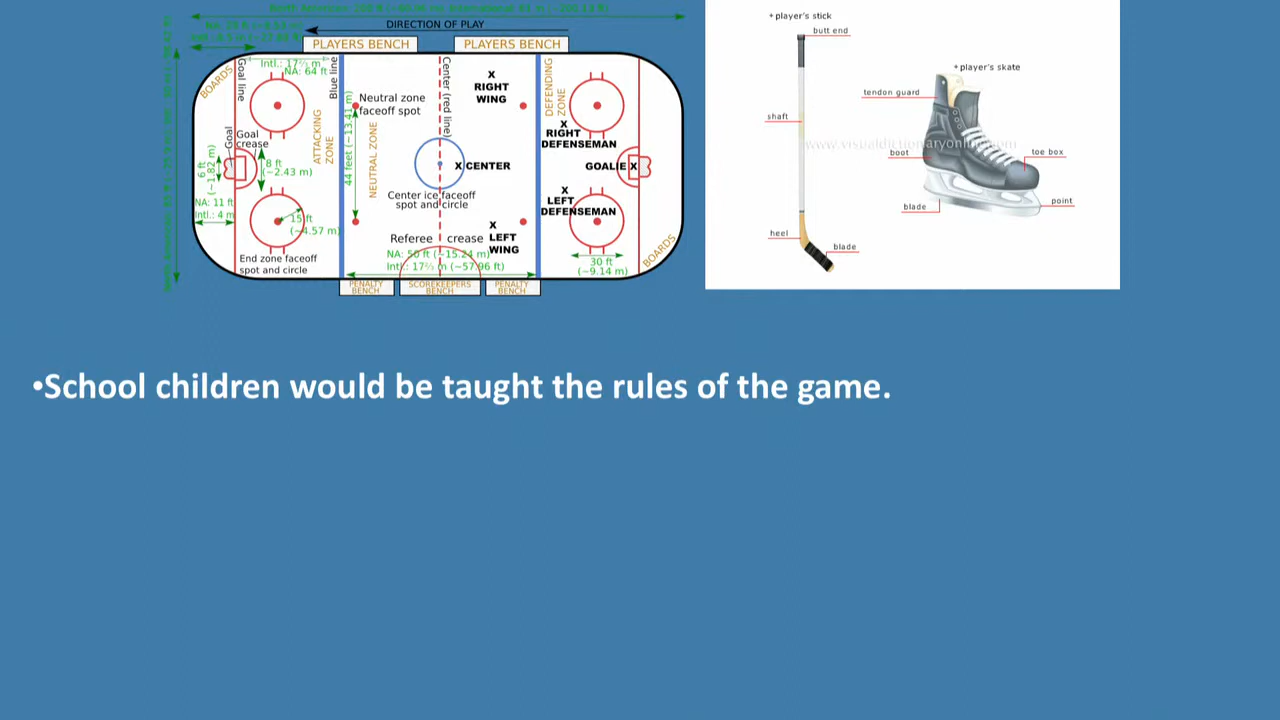 DIRECTION OF PLAY
PLAYERS BENCH
PLAYERS BENCH
BOARDS
Goal line
Intl.: 17⅓ m
NA: 64 ft
Blue line
Center (red line)
X
RIGHT
WING
DEFENDING
ZONE
Neutral zone
faceoff spot
44 feet (~13.41 m)
NEUTRAL ZONE
ATTACKING
ZONE
X
RIGHT
DEFENSEMAN
Goal
Goal
crease
6 ft
(~1.82 m)
8 ft
(~2.43 m)
X CENTER
GOALIE X
Center ice faceoff
spot and circle
X
LEFT
DEFENSEMAN
NA: 11 ft
Intl.: 4 m
15 ft
(~4.57 m)
Referee crease
X
LEFT
WING
NA: 50 ft (~15.24 m)
Intl.: 17⅔ m (~57.96 ft)
End zone faceoff
spot and circle
30 ft
(~9.14 m)
BOARDS
PENALTY
BENCH
SCOREKEEPERS
BENCH
PENALTY
BENCH
player's stick
butt end
player's skate
tendon guard
shaft
www.visualdictionaryonline.com
boot
toe box
blade
point
heel
blade
•School children would be taught the rules of the game.